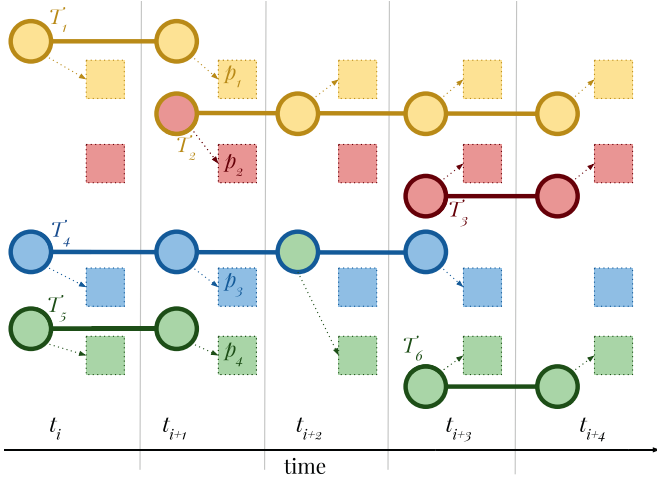 T₁
p₁
T₂
p₂
T₃
T₄
p₃
T₅
p₄
T₆
tᵢ tᵢ₊₁ tᵢ₊₂ tᵢ₊₃ tᵢ₊₄
time